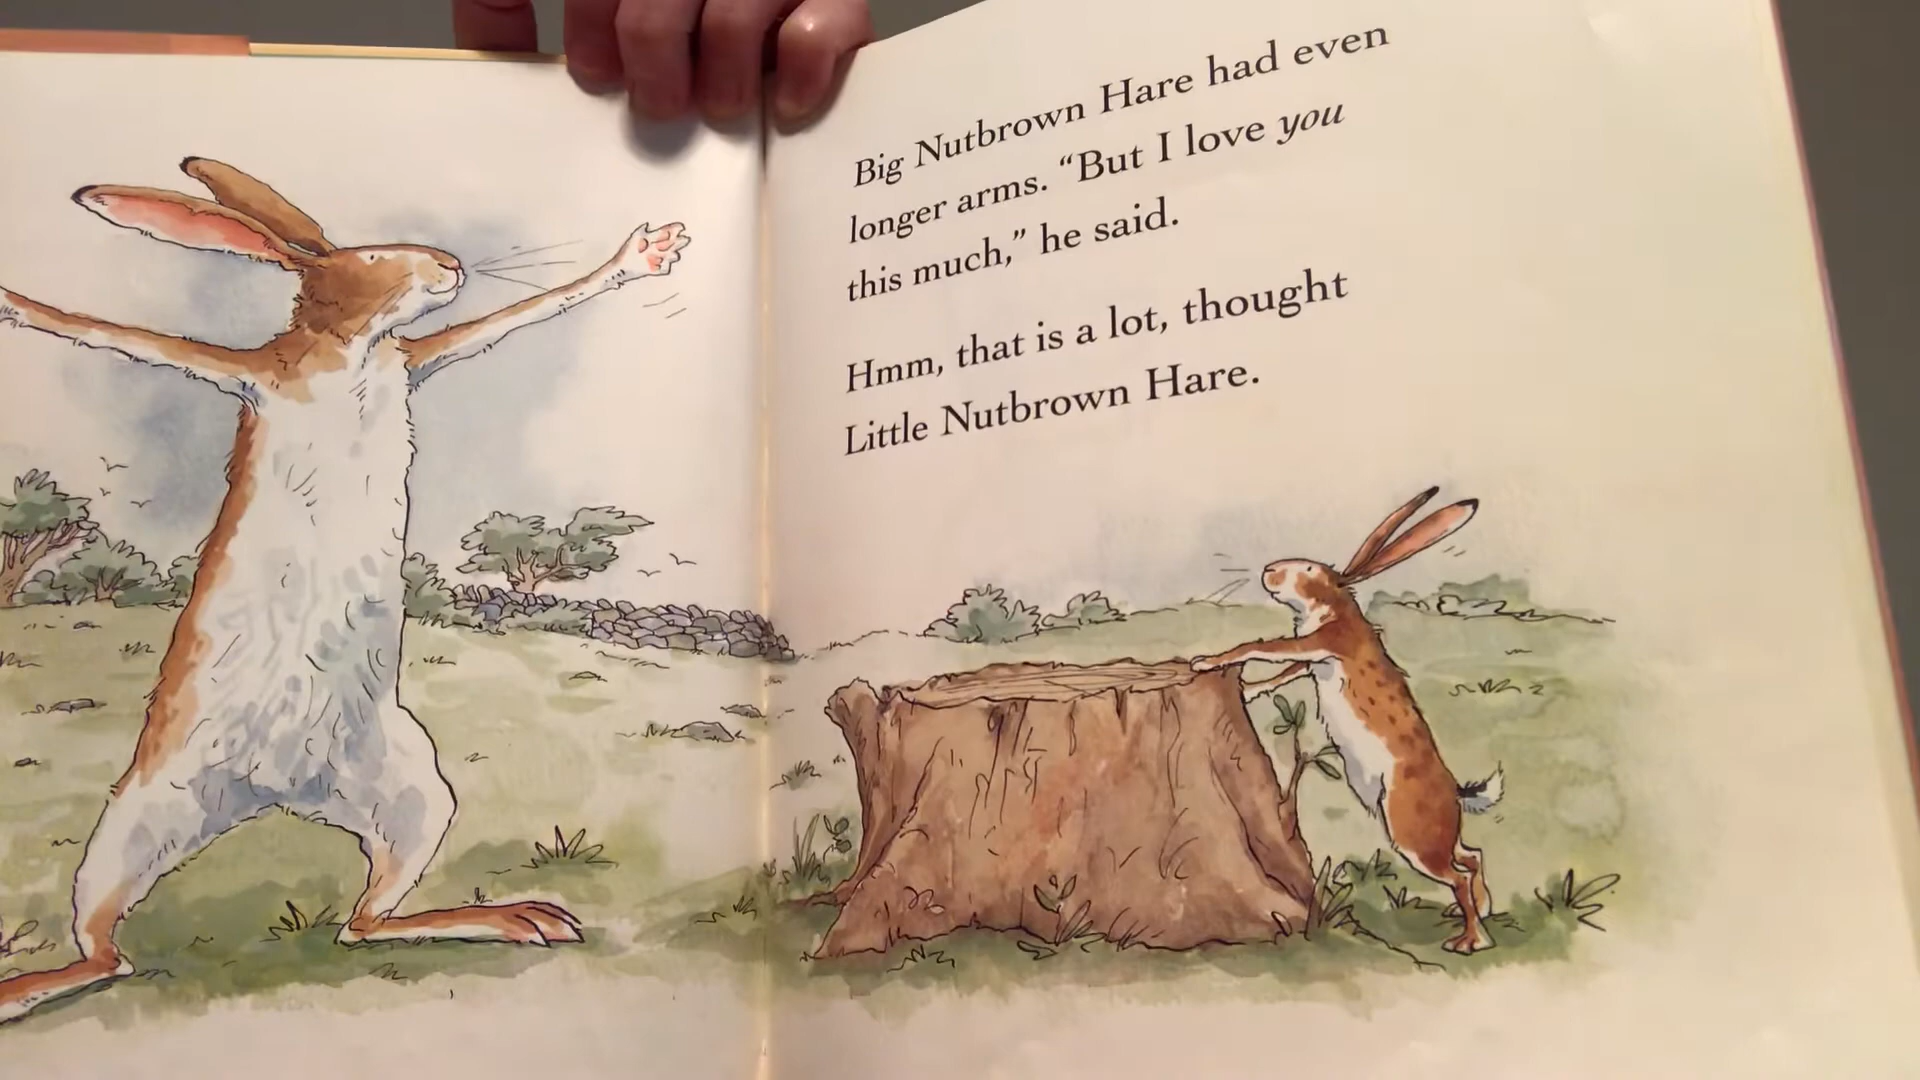 Big Nutbrown Hare had even
longer arms. “But I love you
this much,” he said.
Hmm, that is a lot, thought
Little Nutbrown Hare.